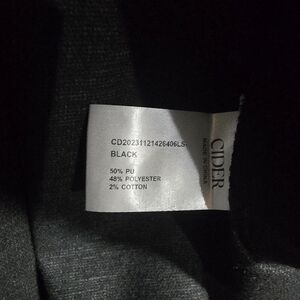 CD20231121426406LS
BLACK
50% PU
48% POLYESTER
2% COTTON
CIDER
MADE IN CHINA